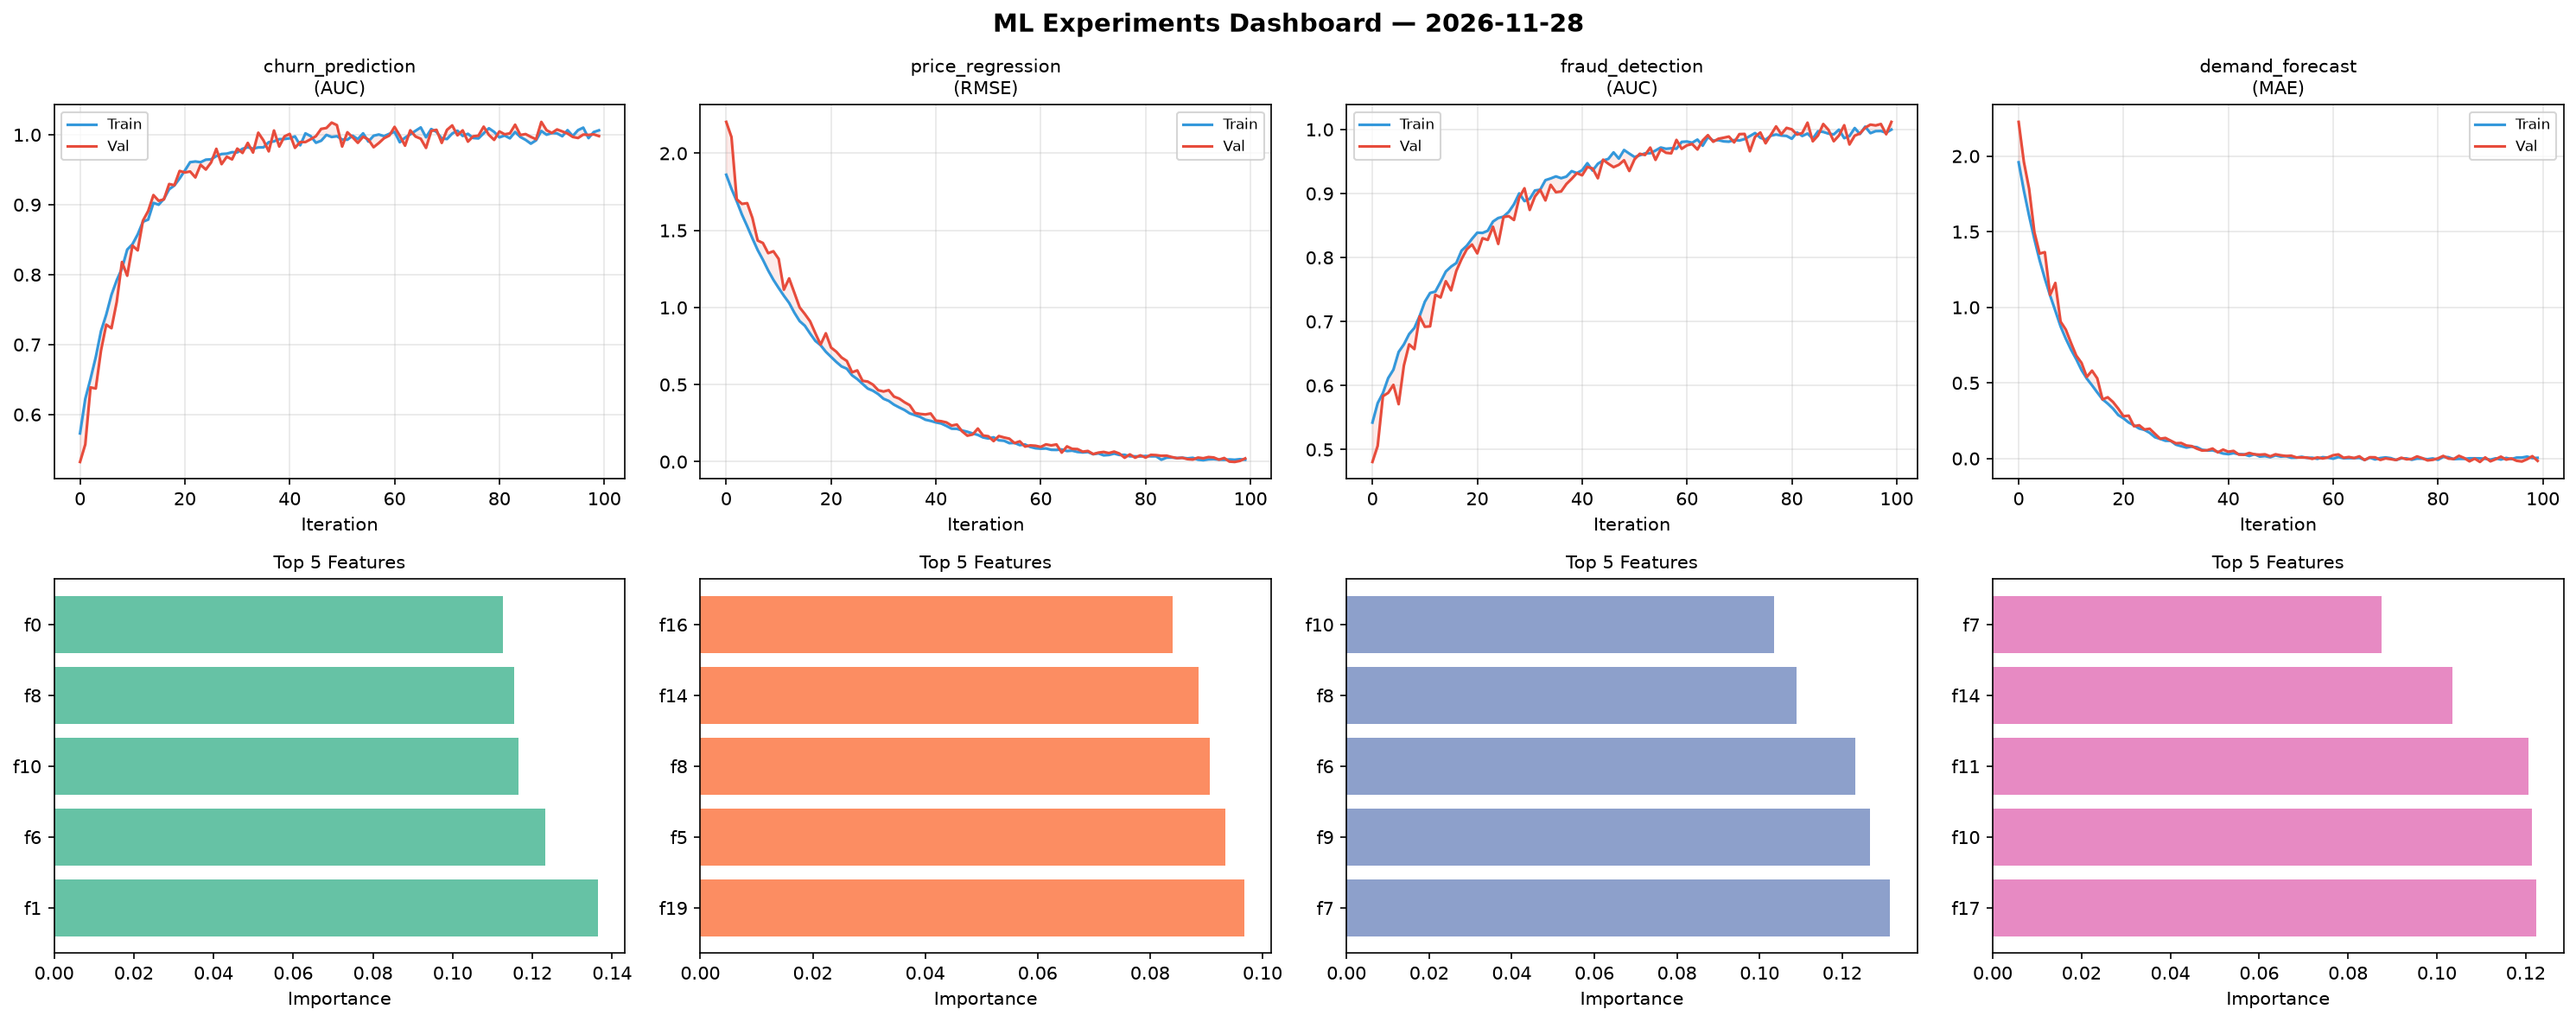 ML Experiments Dashboard — 2026-11-28
churn_prediction
(AUC)
Train
Val
1.0
0.9
0.8
0.7
0.6
0 20 40 60 80 100
Iteration
price_regression
(RMSE)
Train
Val
2.0
1.5
1.0
0.5
0.0
0 20 40 60 80 100
Iteration
fraud_detection
(AUC)
Train
Val
1.0
0.9
0.8
0.7
0.6
0.5
0 20 40 60 80 100
Iteration
demand_forecast
(MAE)
Train
Val
2.0
1.5
1.0
0.5
0.0
0 20 40 60 80 100
Iteration
Top 5 Features
f0
f8
f10
f6
f1
0.00 0.02 0.04 0.06 0.08 0.10 0.12 0.14
Importance
Top 5 Features
f16
f14
f8
f5
f19
0.00 0.02 0.04 0.06 0.08 0.10
Importance
Top 5 Features
f10
f8
f6
f9
f7
0.00 0.02 0.04 0.06 0.08 0.10 0.12
Importance
Top 5 Features
f7
f14
f11
f10
f17
0.00 0.02 0.04 0.06 0.08 0.10 0.12
Importance